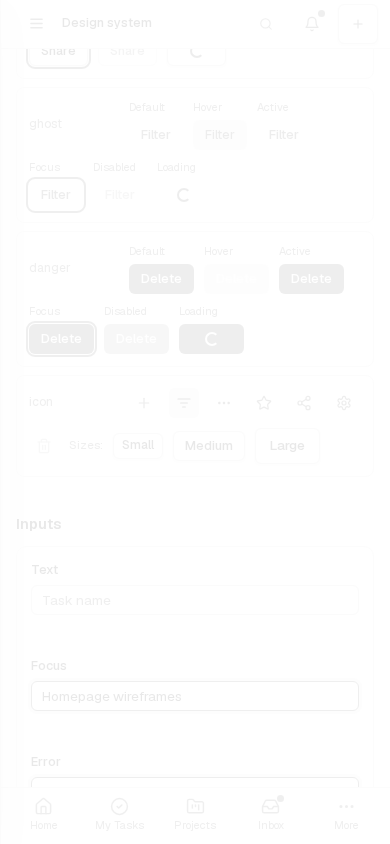 Design system
Share Share
Default Hover Active
ghost
Filter Filter Filter
Focus Disabled Loading
Filter Filter
Default Hover Active
danger
Delete Delete
Focus Disabled Loading
Delete Delete
icon
Sizes Small Medium Large
Inputs
Text
Task name
Focus
Homepage wireframes
Error
Home My Tasks Projects Inbox More